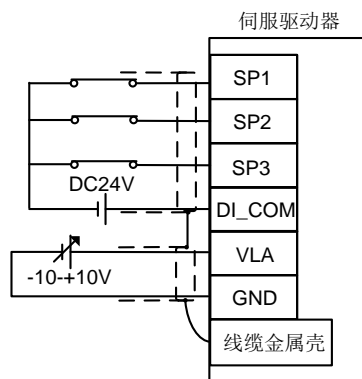 伺服驱动器
SP1
SP2
SP3
DC24V
DI_COM
VLA
-10-+10V
GND
线缆金属壳